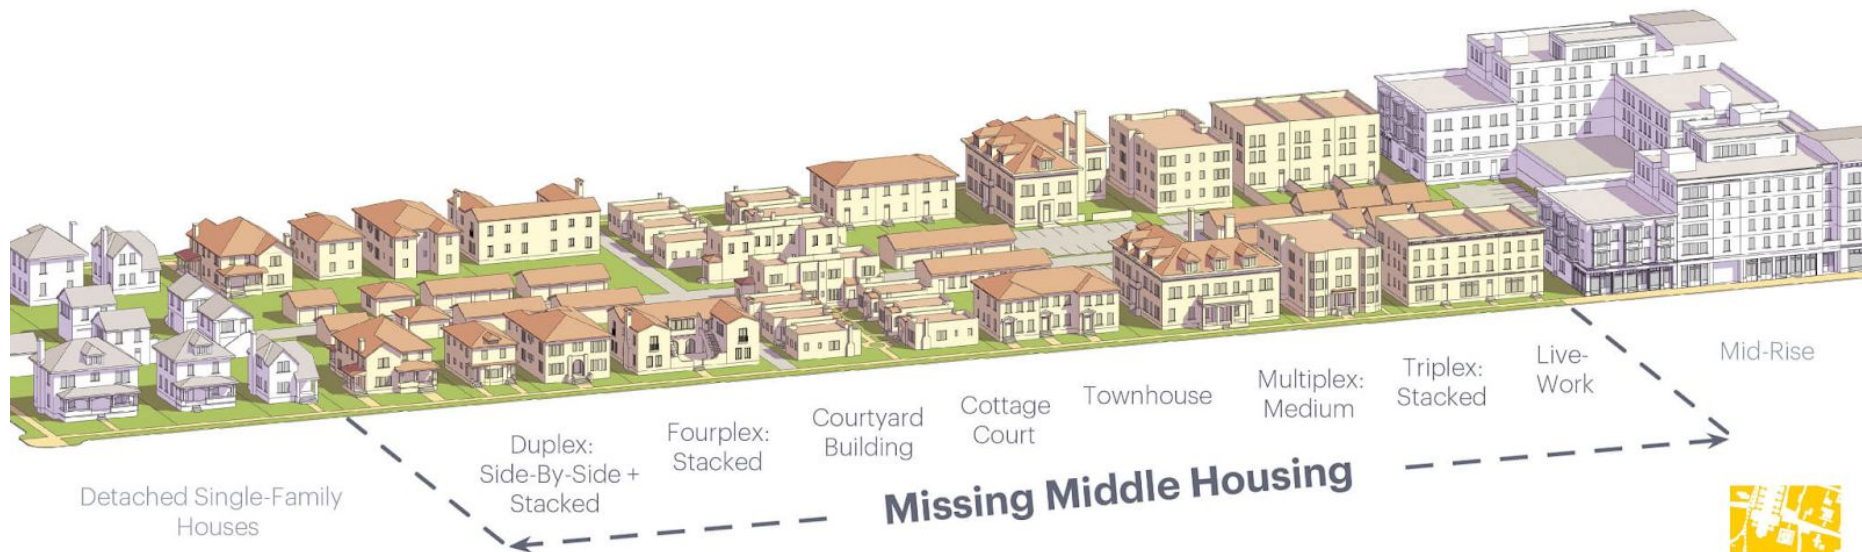 Detached Single-Family
Houses
Duplex:
Side-By-Side +
Stacked
Fourplex:
Stacked
Courtyard
Building
Cottage
Court
Townhouse
Multiplex:
Medium
Triplex:
Stacked
Live-
Work
Mid-Rise
Missing Middle Housing